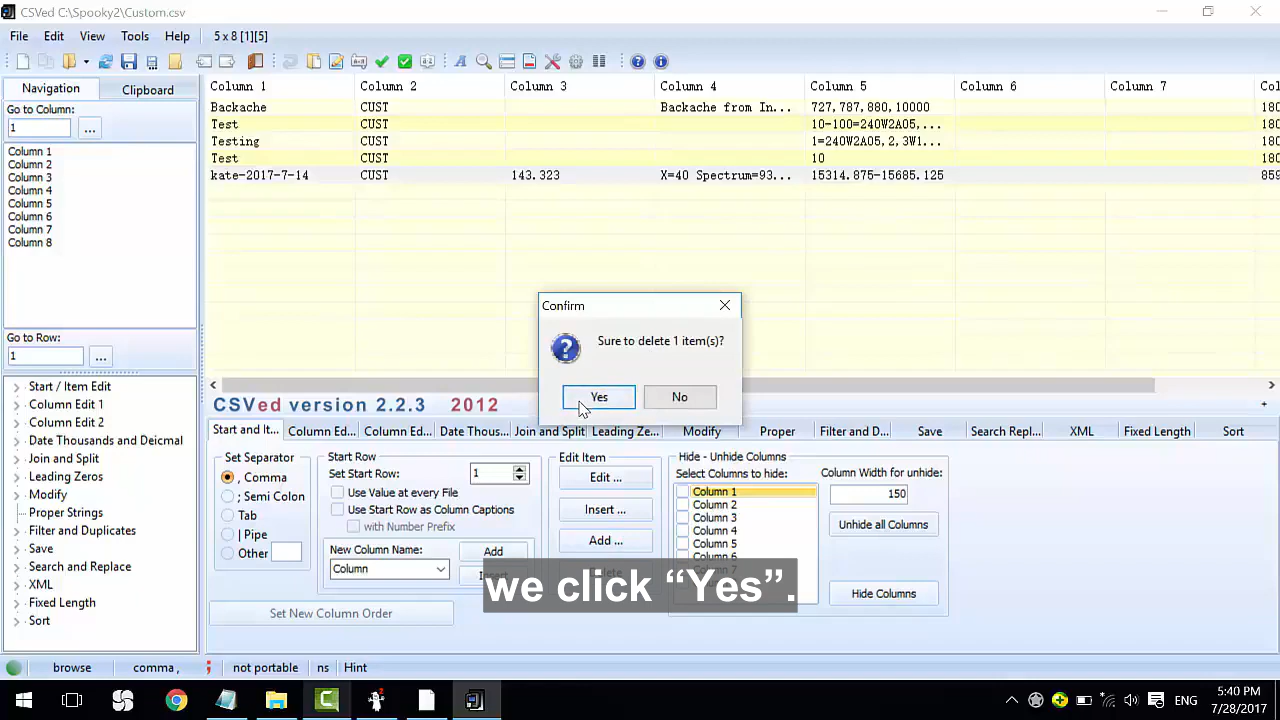 CSVed C:\Spooky2\Custom.csv
File Edit View Tools Help 5 x 8 [1][5]
Navigation Clipboard
Go to Column:
1 ...
Column 1
Column 2
Column 3
Column 4
Column 5
Column 6
Column 7
Column 8
Go to Row:
1 ...
Start / Item Edit
Column Edit 1
Column Edit 2
Date Thousands and Deicmal
Join and Split
Leading Zeros
Modify
Proper Strings
Filter and Duplicates
Save
Search and Replace
XML
Fixed Length
Sort
Column 1 Column 2 Column 3 Column 4 Column 5 Column 6 Column 7 Col
Backache CUST Backache from In... 727,787,880,10000 180
Test CUST 10-100=240W2A05,... 180
Testing CUST 1=240W2A05,2,3W1... 180
Test CUST 10 180
kate-2017-7-14 CUST 143.323 X=40 Spectrum=93... 15314.875-15685.125 859
Confirm
Sure to delete 1 item(s)?
Yes No
CSVed version 2.2.3 2012
Start and It... Column Ed... Column Ed... Date Thous... Join and Split Leading Ze... Modify Proper Filter and D... Save Search Repl... XML Fixed Length Sort
Set Separator
, Comma
; Semi Colon
Tab
| Pipe
Other
Start Row
Set Start Row: 1
Use Value at every File
Use Start Row as Column Captions
with Number Prefix
New Column Name: Add
Column Insert
Set New Column Order
Edit Item
Edit ...
Insert ...
Add ...
Delete
Hide - Unhide Columns
Select Columns to hide:
Column 1
Column 2
Column 3
Column 4
Column 5
Column 6
Column 7
Column Width for unhide:
150
Unhide all Columns
Hide Columns
we click “Yes”.
browse comma , ; not portable ns Hint
ENG
5:40 PM
7/28/2017